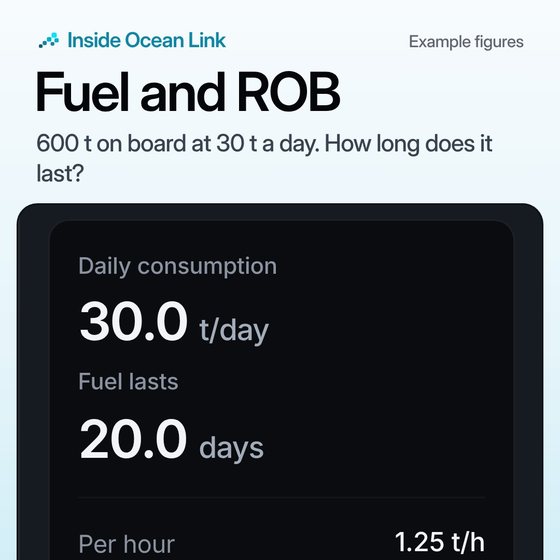 Inside Ocean Link
Example figures
Fuel and ROB
600 t on board at 30 t a day. How long does it
last?
Daily consumption
30.0 t/day
Fuel lasts
20.0 days
Per hour
1.25 t/h